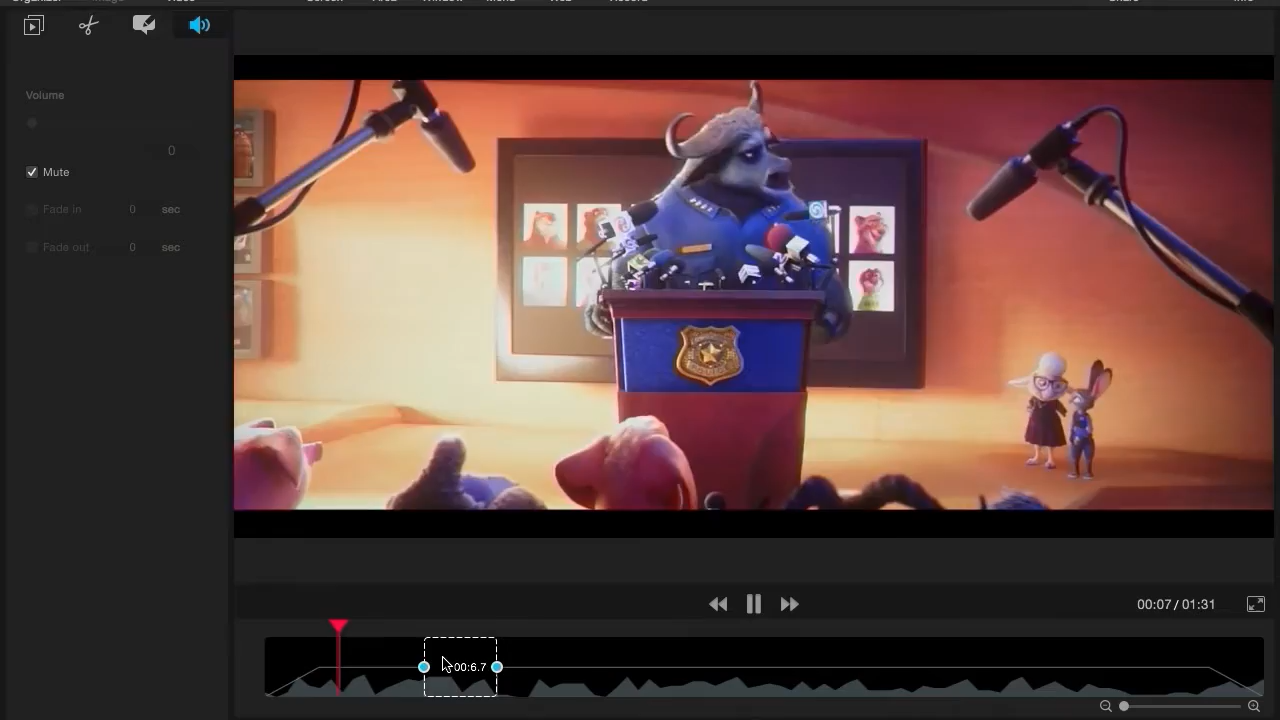 Volume
0
Mute
Fade in 0 sec
Fade out 0 sec
00:07 / 01:31
00:6.7